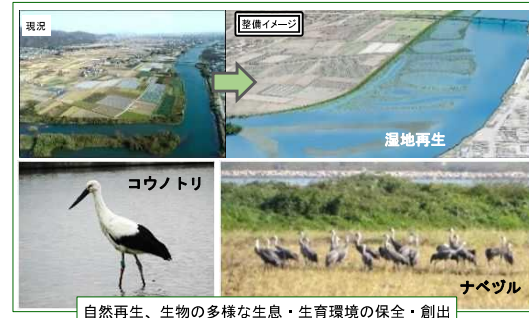 現況
整備イメージ
湿地再生
コウノトリ
ナベヅル
自然再生、生物の多様な生息・生育環境の保全・創出